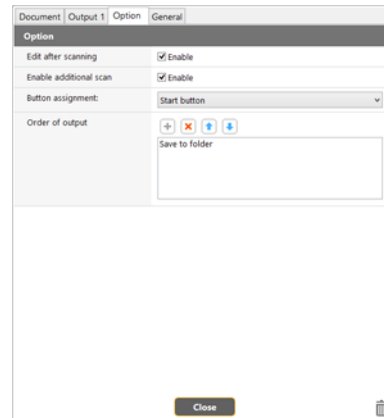 Document Output 1 Option General
Option
Edit after scanning Enable
Enable additional scan Enable
Button assignment: Start button
Order of output
Save to folder
Close